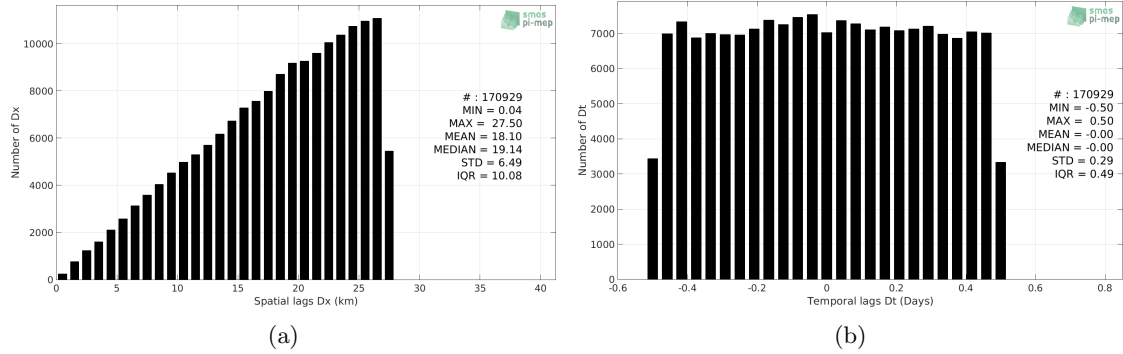 smos
pi-mep
10000
8000
6000
4000
2000
0
Number of Dx
# : 170929
MIN = 0.04
MAX = 27.50
MEAN = 18.10
MEDIAN = 19.14
STD = 6.49
IQR = 10.08
0 5 10 15 20 25 30 35 40
Spatial lags Dx (km)
(a)
smos
pi-mep
7000
6000
5000
4000
3000
2000
1000
0
Number of Dt
# : 170929
MIN = -0.50
MAX = 0.50
MEAN = -0.00
MEDIAN = -0.00
STD = 0.29
IQR = 0.49
-0.6 -0.4 -0.2 0 0.2 0.4 0.6 0.8
Temporal lags Dt (Days)
(b)